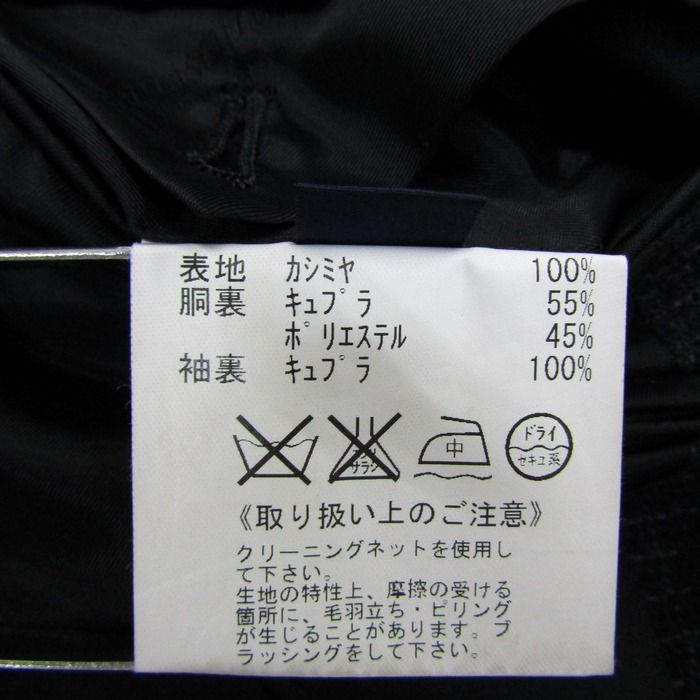 表地 カシミヤ 100%
胴裏 キュプラ 55%
ポリエステル 45%
袖裏 キュプラ 100%
サラシ 中 ドライ
セキユ系
《取り扱い上のご注意》
クリーニングネットを使用し
て下さい。
生地の特性上、摩擦の受ける
箇所に、毛羽立ち・ピリング
が生じることがあります。ブ
ラッシングをして下さい。